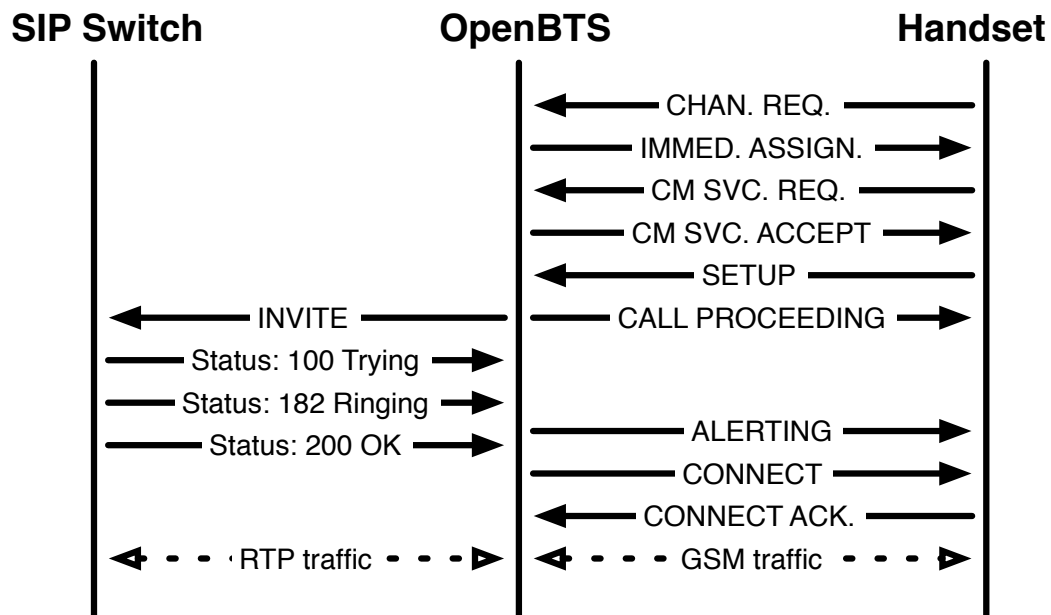 SIP Switch OpenBTS Handset
CHAN. REQ.
IMMED. ASSIGN.
CM SVC. REQ.
CM SVC. ACCEPT
SETUP
INVITE CALL PROCEEDING
Status: 100 Trying
Status: 182 Ringing
ALERTING
Status: 200 OK
CONNECT
CONNECT ACK.
RTP traffic GSM traffic